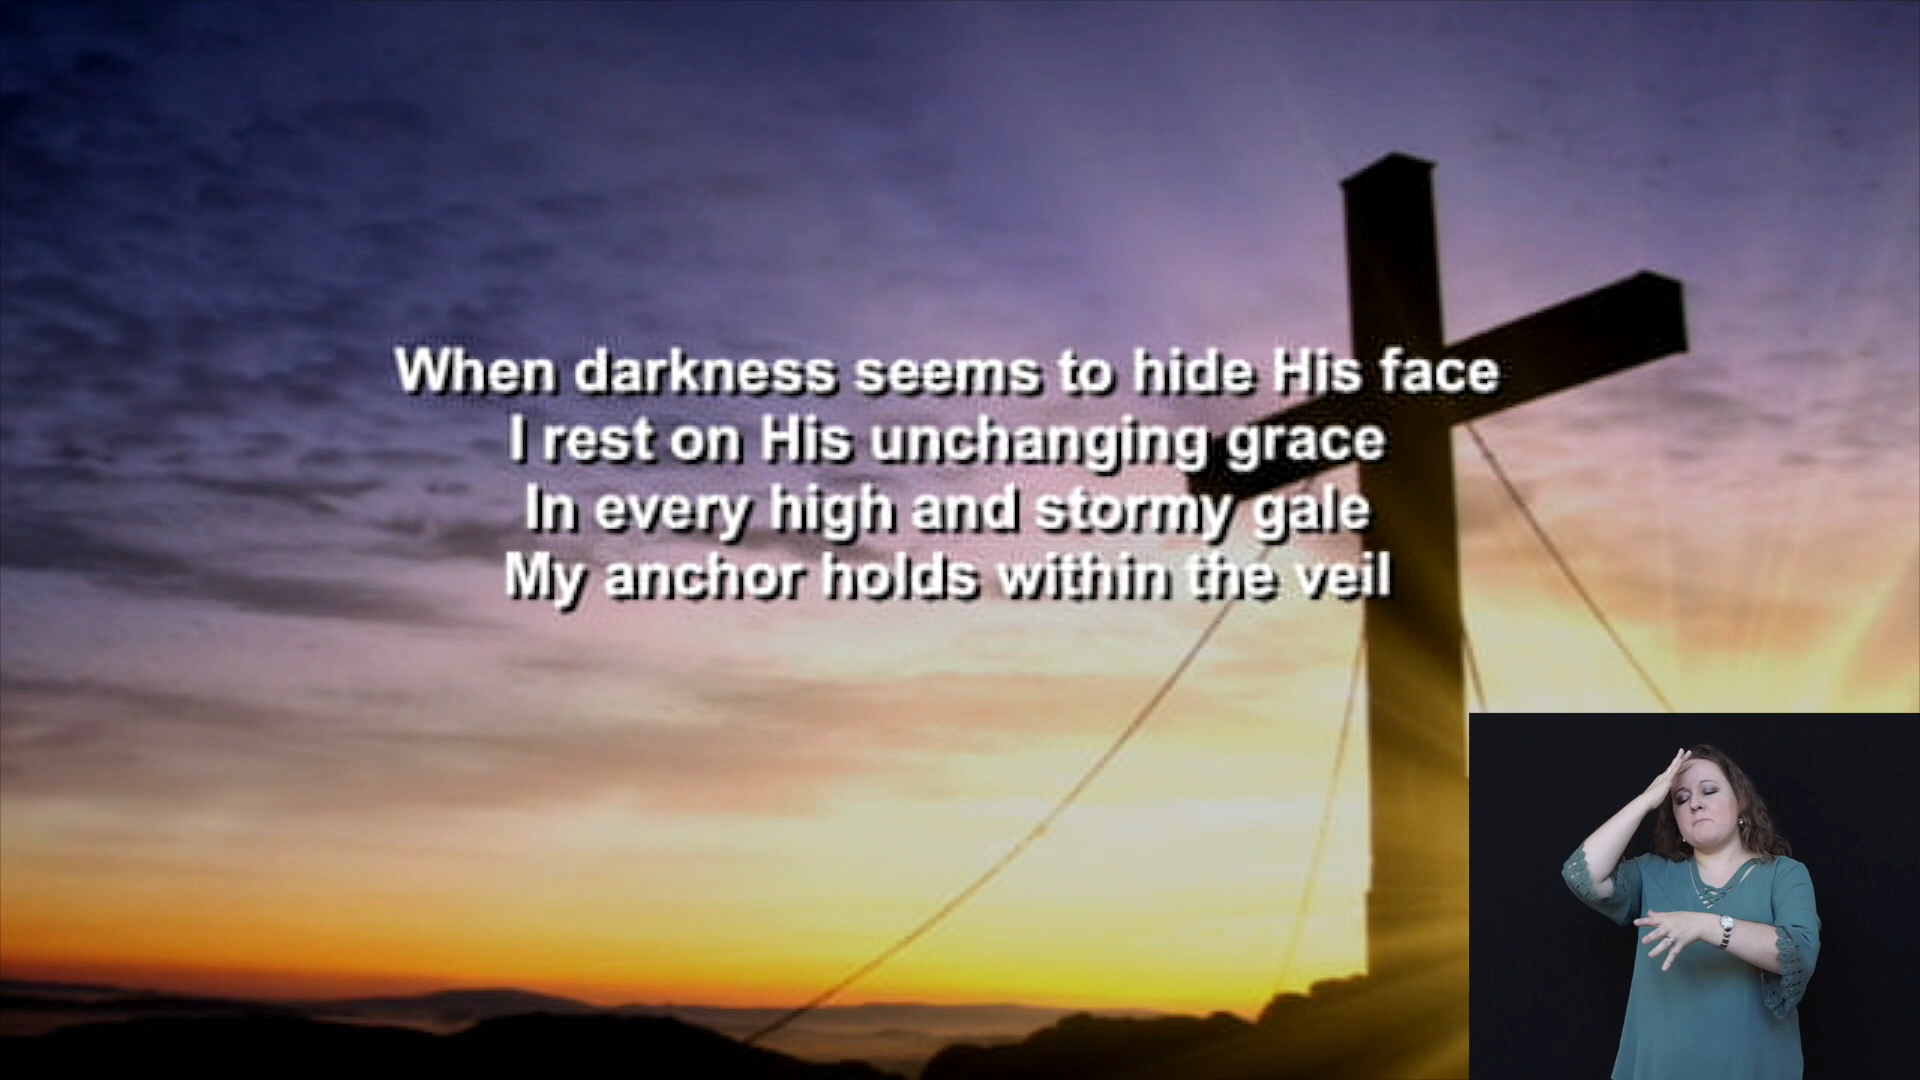 When darkness seems to hide His face
I rest on His unchanging grace
In every high and stormy gale
My anchor holds within the veil